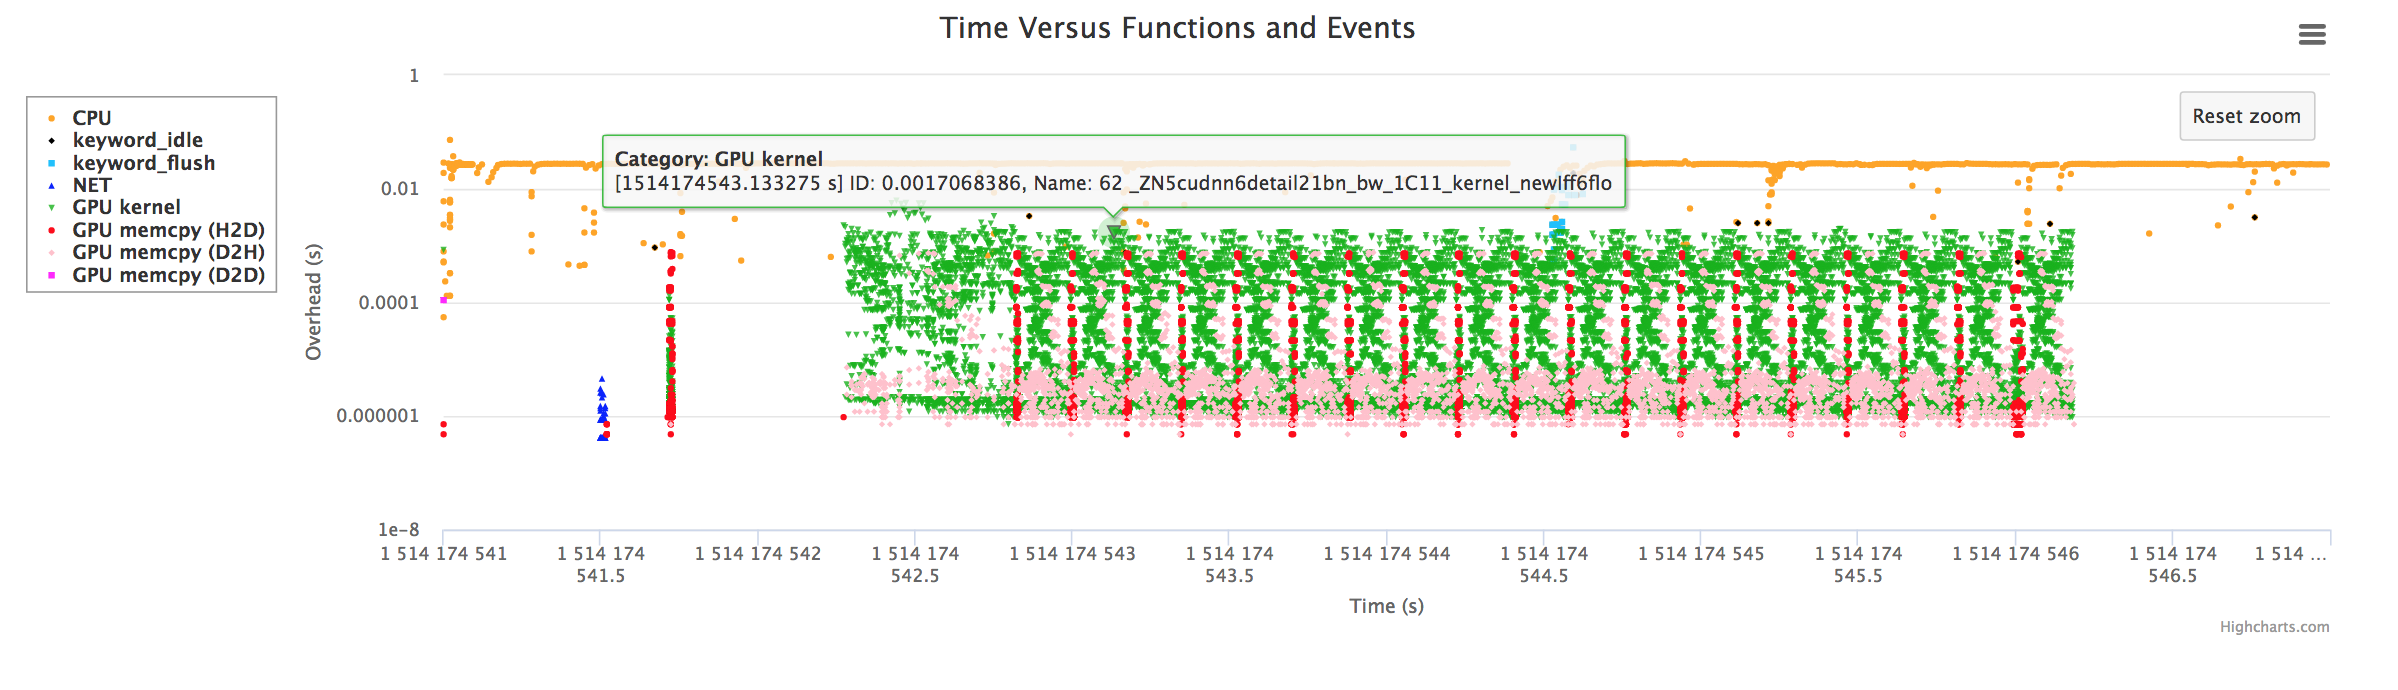 Time Versus Functions and Events
CPU
keyword_idle
keyword_flush
NET
GPU kernel
GPU memcpy (H2D)
GPU memcpy (D2H)
GPU memcpy (D2D)
Reset zoom
Category: GPU kernel
[1514174543.133275 s] ID: 0.0017068386, Name: 62 _ZN5cudnn6detail21bn_bw_1C11_kernel_newIff6flo
Overhead (s)
1
0.01
0.0001
0.000001
1e-8
1 514 174 541
1 514 174
541.5
1 514 174 542
1 514 174
542.5
1 514 174 543
1 514 174
543.5
1 514 174 544
1 514 174
544.5
1 514 174 545
1 514 174
545.5
1 514 174 546
1 514 174
546.5
1 514 ...
Time (s)
Highcharts.com